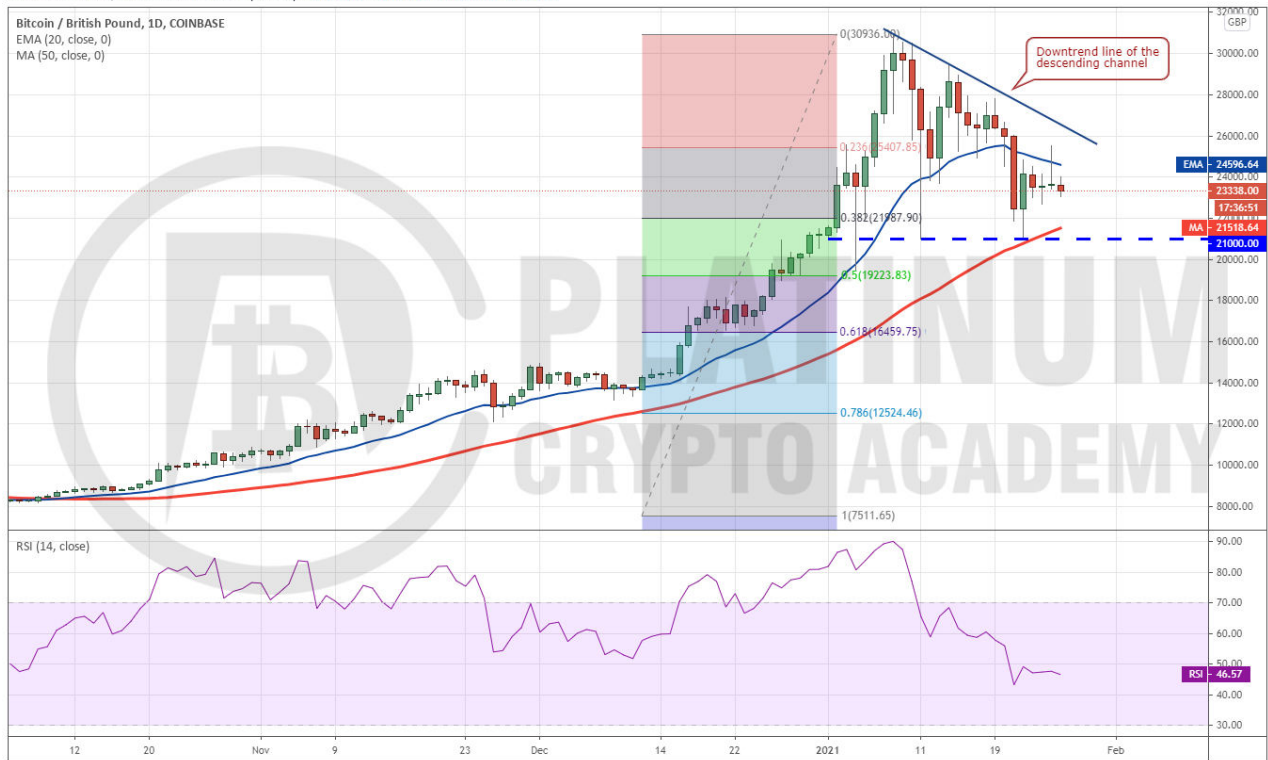 Bitcoin / British Pound, 1D, COINBASE
EMA (20, close, 0)
MA (50, close, 0)
32000.00
GBP
0(30936.00)
30000.00
Downtrend line of the
descending channel
28000.00
26000.00
0.236(25407.85)
EMA 24596.64
24000.00
23338.00
17:36:51
0.382(21987.90)
MA 21518.64
21000.00
20000.00
0.5(19223.83)
18000.00
0.618(16459.75)
16000.00
14000.00
0.786(12524.46)
12000.00
10000.00
8000.00
1(7511.65)
PLATINUM
CRYPTO ACADEMY
RSI (14, close)
90.00
80.00
70.00
60.00
50.00
RSI 46.57
40.00
30.00
12 20 Nov 9 23 Dec 14 22 2021 11 19 Feb